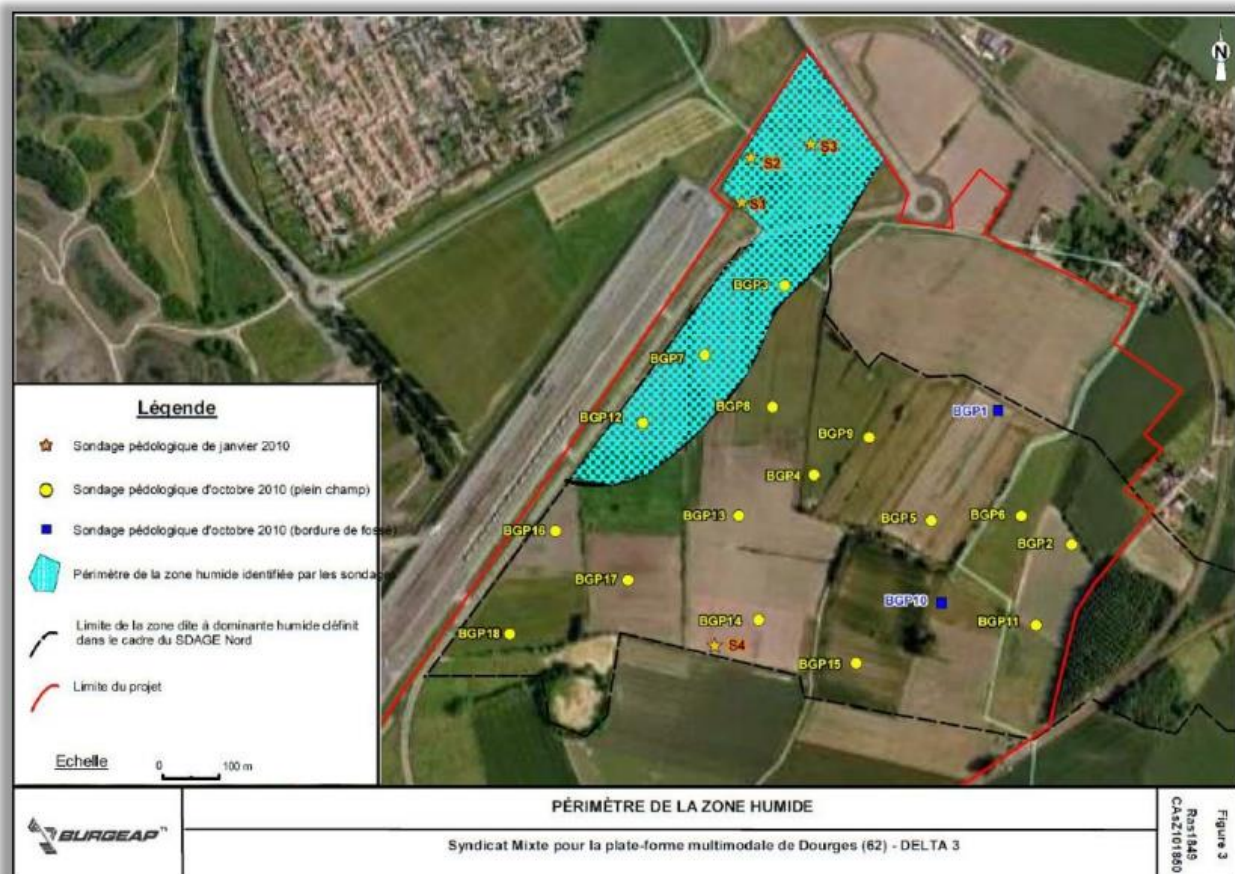 N
S3
S2
S1
BGP3
BGP7
BGP8
BGP12
BGP1
BGP9
BGP4
BGP13
BGP5
BGP6
BGP2
BGP16
BGP17
BGP10
BGP14
BGP11
BGP18
S4
BGP15
Légende
Sondage pédologique de janvier 2010
Sondage pédologique d'octobre 2010 (plein champ)
Sondage pédologique d'octobre 2010 (bordure de fossé)
Périmètre de la zone humide identifiée par les sondages
Limite de la zone dite à dominante humide définit
dans le cadre du SDAGE Nord
Limite du projet
Echelle
0 100 m
BURGEAP
PÉRIMÈTRE DE LA ZONE HUMIDE
Syndicat Mixte pour la plate-forme multimodale de Dourges (62) - DELTA 3
Figure 3